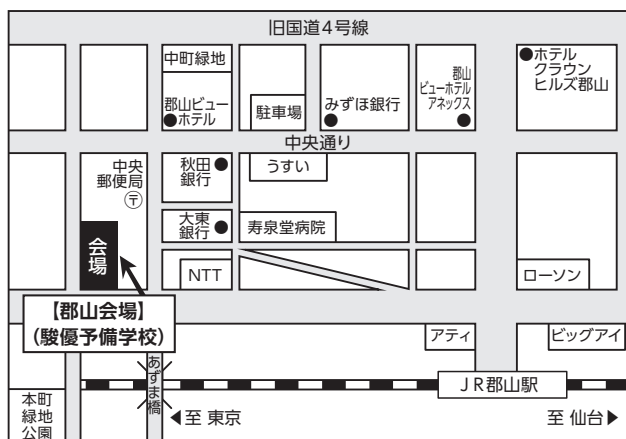 旧国道4号線
中町緑地
郡山ビュー
ホテル
駐車場
みずほ銀行
郡山
ビューホテル
アネックス
ホテル
クラウン
ヒルズ郡山
中央通り
中央
郵便局
〒
秋田
銀行
うすい
大東
銀行
寿泉堂病院
会場
NTT
ローソン
【郡山会場】
(駿優予備学校)
アティ
ビッグアイ
あずま橋
JR郡山駅
本町
緑地
公園
◀至 東京
至 仙台▶